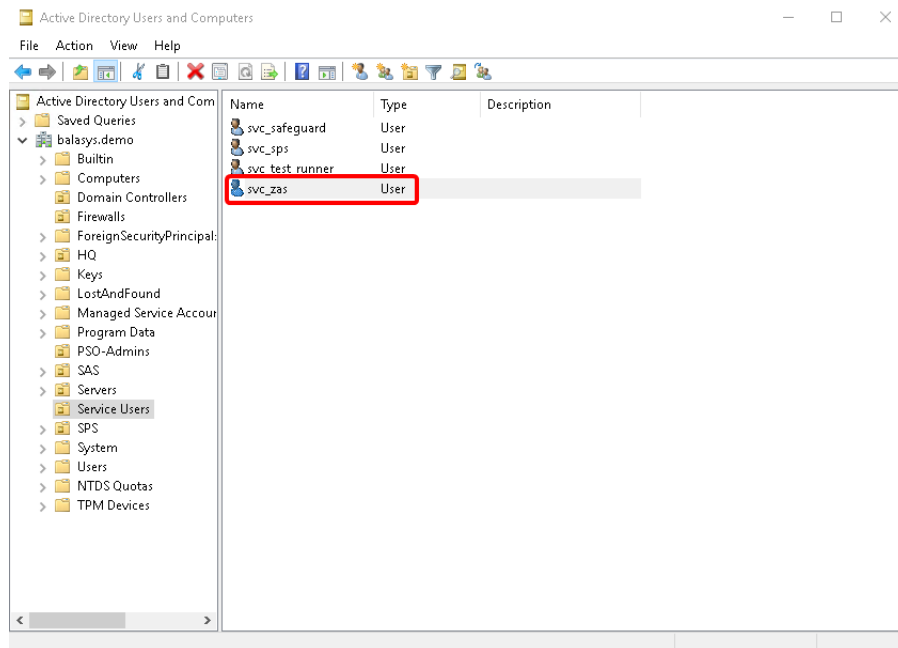 Active Directory Users and Computers
File Action View Help
Active Directory Users and Com
Saved Queries
balasys.demo
Builtin
Computers
Domain Controllers
Firewalls
ForeignSecurityPrincipal:
HQ
Keys
LostAndFound
Managed Service Accour
Program Data
PSO-Admins
SAS
Servers
Service Users
SPS
System
Users
NTDS Quotas
TPM Devices
Name Type Description
svc_safeguard User
svc_sps User
svc_test_runner User
svc_zas User